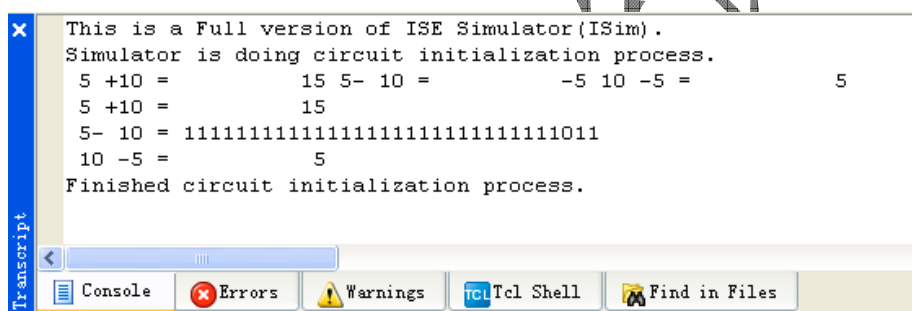 This is a Full version of ISE Simulator(ISim).
Simulator is doing circuit initialization process.
 5 +10 =          15 5- 10 =          -5 10 -5 =           5
 5 +10 =          15
 5- 10 = 11111111111111111111111111111011
 10 -5 =           5
Finished circuit initialization process.
Transcript
Console Errors Warnings TCL Tcl Shell Find in Files